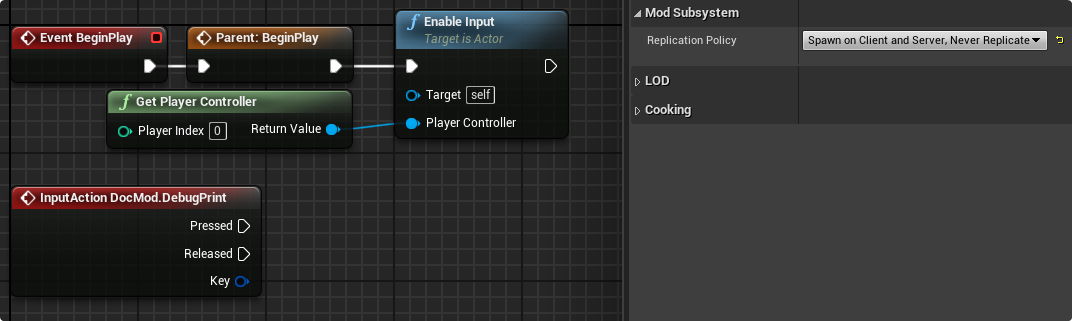 Event BeginPlay
Parent: BeginPlay
f Enable Input
Target is Actor
Target self
Player Controller
f Get Player Controller
Player Index 0
Return Value
InputAction DocMod.DebugPrint
Pressed
Released
Key
Mod Subsystem
Replication Policy
Spawn on Client and Server, Never Replicate
LOD
Cooking